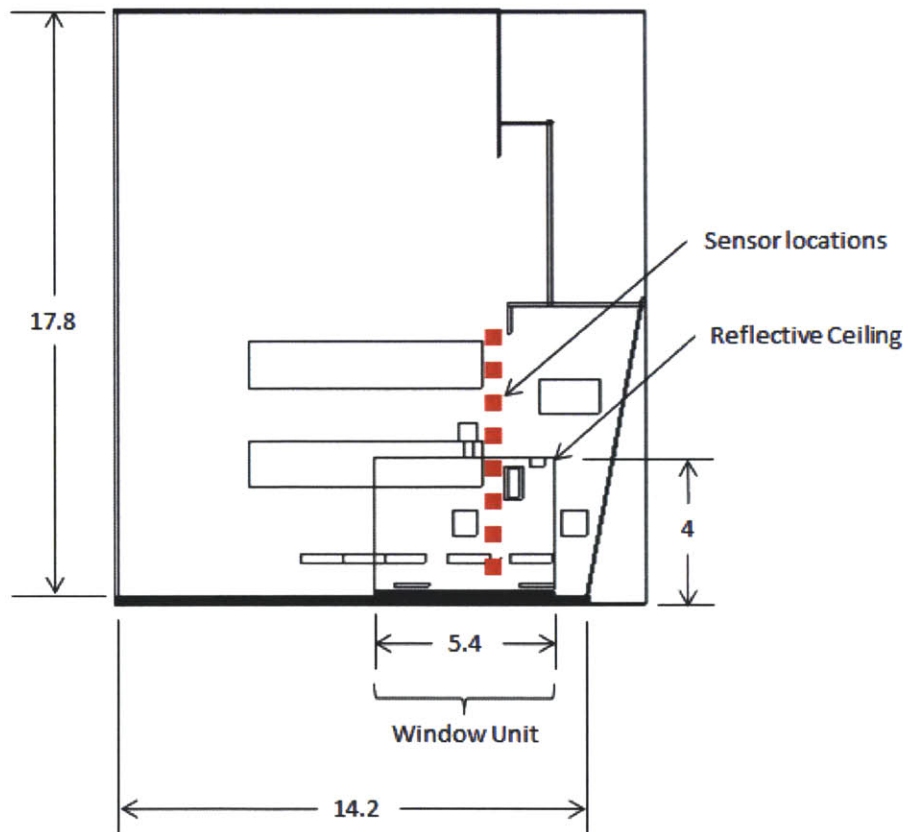 Sensor locations
17.8
Reflective Ceiling
4
5.4
Window Unit
14.2